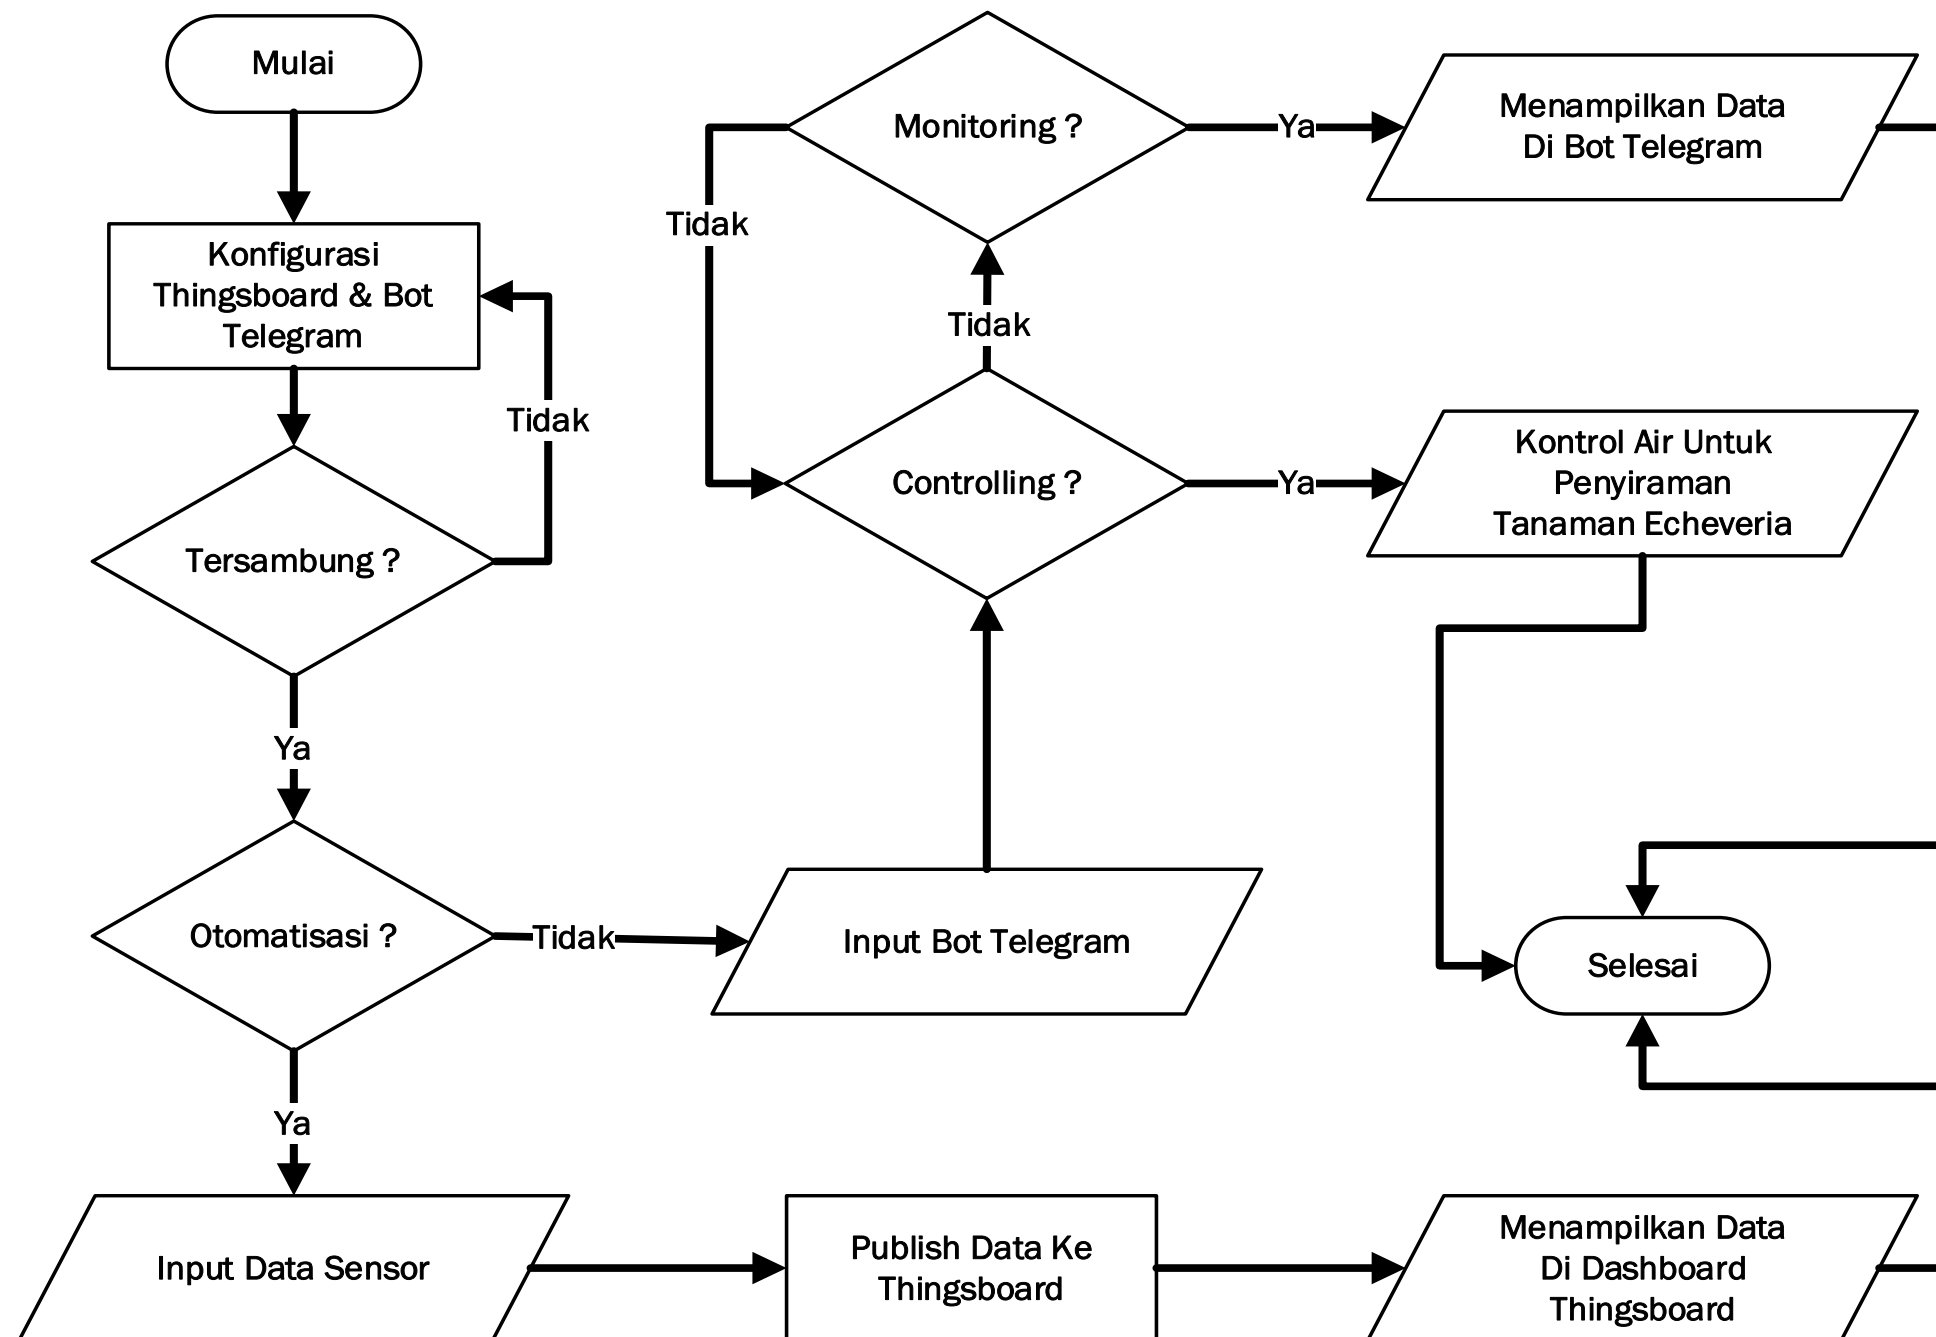 Mulai
Konfigurasi
Thingsboard & Bot
Telegram
Tidak
Tersambung ?
Ya
Otomatisasi ?
Tidak
Ya
Input Data Sensor
Monitoring ?
Ya
Menampilkan Data
Di Bot Telegram
Tidak
Tidak
Controlling ?
Ya
Kontrol Air Untuk
Penyiraman
Tanaman Echeveria
Input Bot Telegram
Selesai
Publish Data Ke
Thingsboard
Menampilkan Data
Di Dashboard
Thingsboard